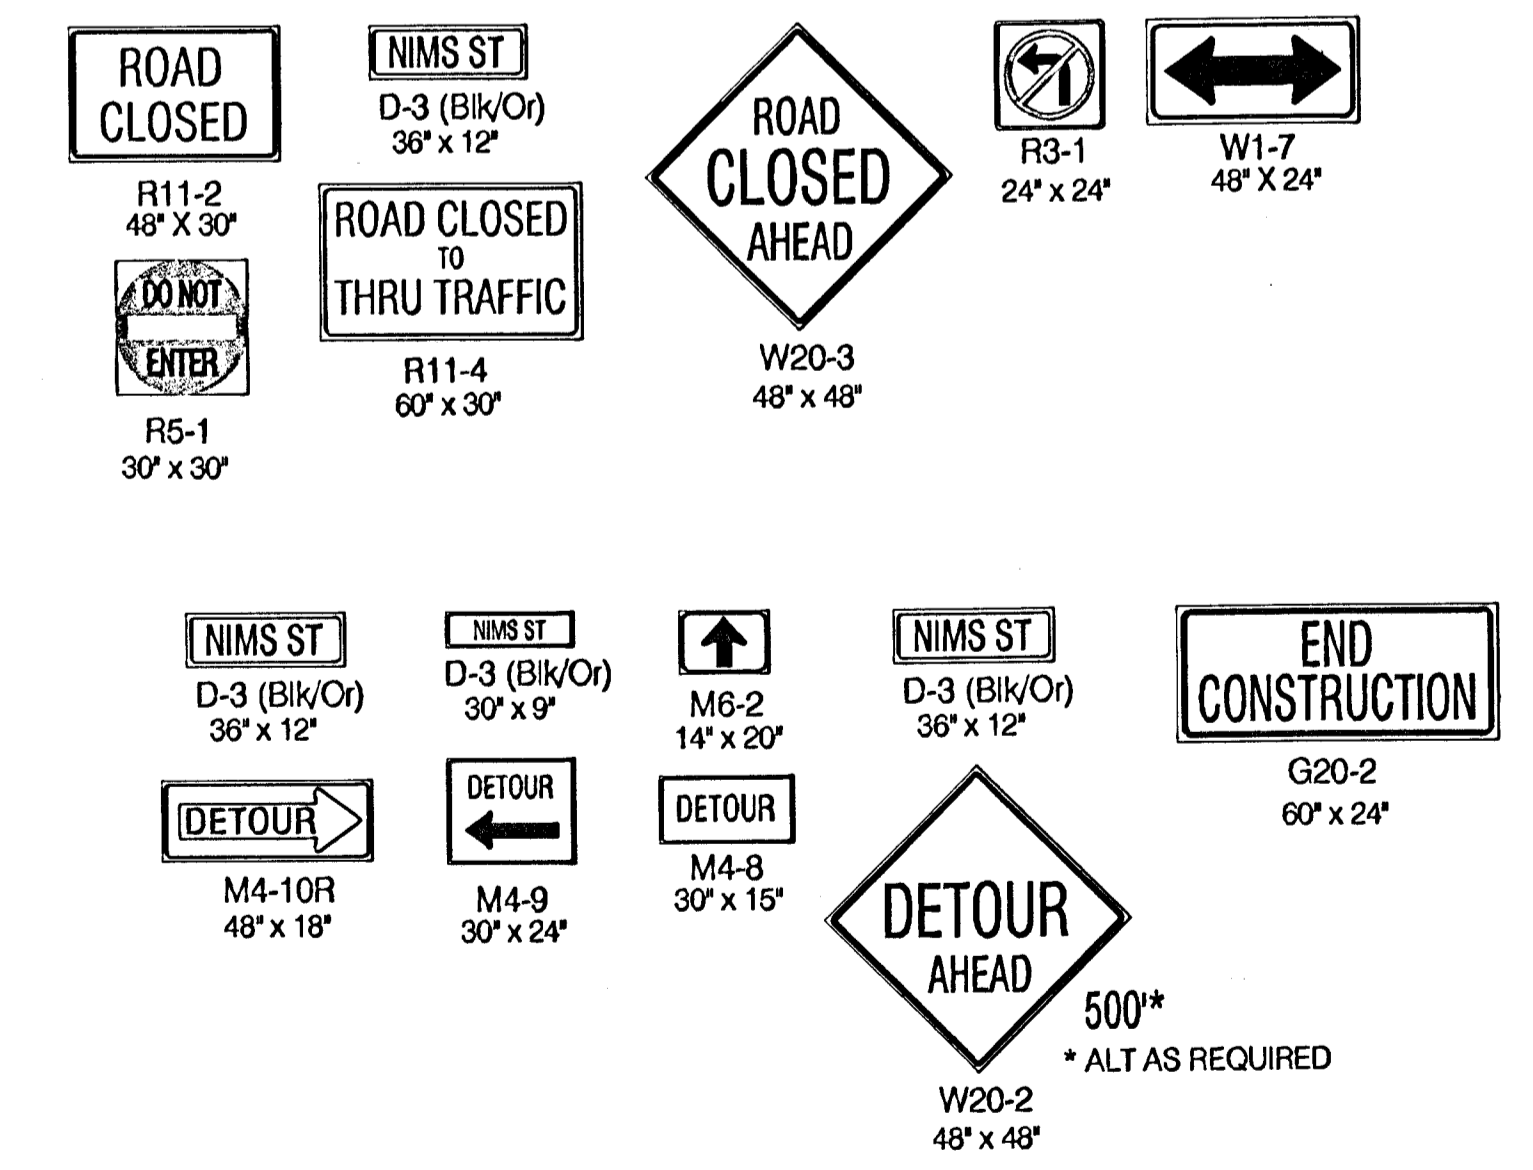 ROAD
CLOSED
R11-2
48" X 30"
DO NOT
ENTER
R5-1
30" x 30"
NIMS ST
D-3 (Blk/Or)
36" x 12"
ROAD CLOSED
TO
THRU TRAFFIC
R11-4
60" x 30"
ROAD
CLOSED
AHEAD
W20-3
48" x 48"
R3-1
24" x 24"
W1-7
48" X 24"
NIMS ST
D-3 (Blk/Or)
36" x 12"
DETOUR
M4-10R
48" x 18"
NIMS ST
D-3 (Blk/Or)
30" x 9"
DETOUR
M4-9
30" x 24"
M6-2
14" x 20"
DETOUR
M4-8
30" x 15"
NIMS ST
D-3 (Blk/Or)
36" x 12"
DETOUR
AHEAD
500'*
* ALT AS REQUIRED
W20-2
48" x 48"
END
CONSTRUCTION
G20-2
60" x 24"